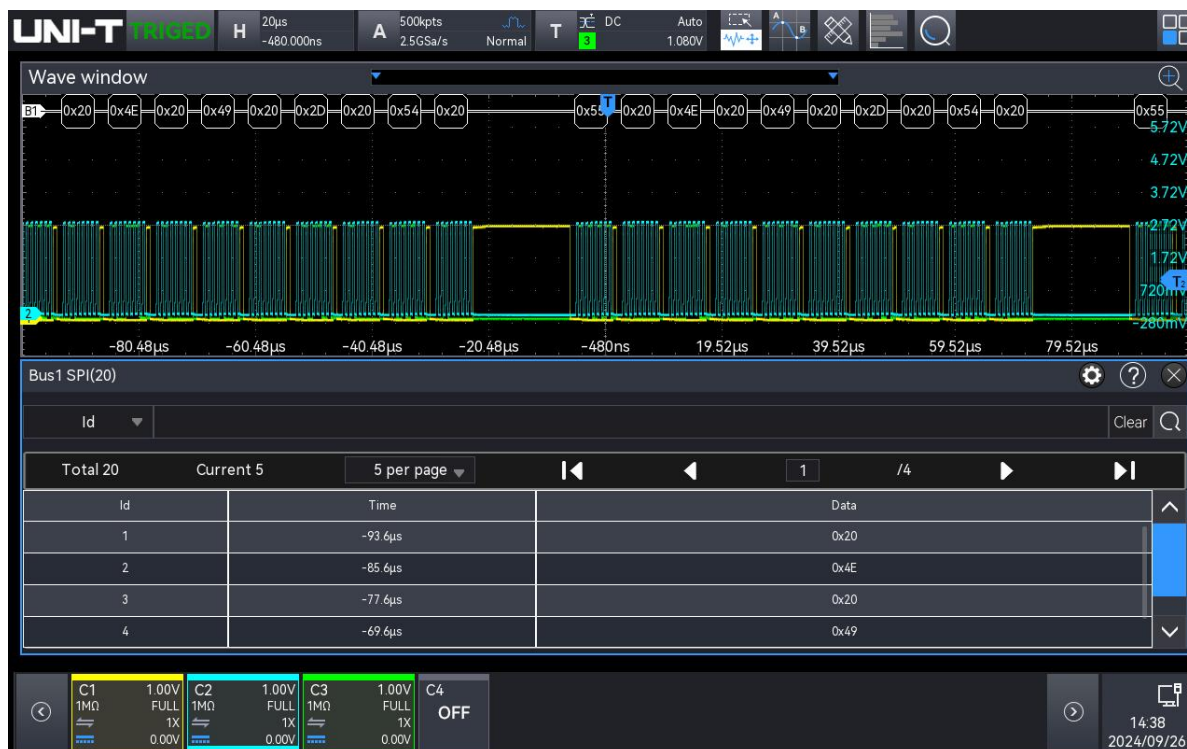 UNI-T TRIGED H 20μs -480.000ns A 500kpts 2.5GSa/s Normal T 3 DC Auto 1.080V A B
Wave window
T
B1 0x20 0x4E 0x20 0x49 0x20 0x2D 0x20 0x54 0x20 0x55 0x20 0x4E 0x20 0x49 0x20 0x2D 0x20 0x54 0x20 0x55
5.72V
4.72V
3.72V
2.72V
1.72V
T2
720mV
2
-280mV
-80.48μs -60.48μs -40.48μs -20.48μs -480ns 19.52μs 39.52μs 59.52μs 79.52μs
Bus1 SPI(20) ?
Id Clear
Total 20 Current 5 5 per page 1 /4
Id Time Data
1 -93.6μs 0x20
2 -85.6μs 0x4E
3 -77.6μs 0x20
4 -69.6μs 0x49
C1 1.00V C2 1.00V C3 1.00V C4
1MΩ FULL 1MΩ FULL 1MΩ FULL OFF
1X 1X 1X
0.00V 0.00V 0.00V
14:38
2024/09/26